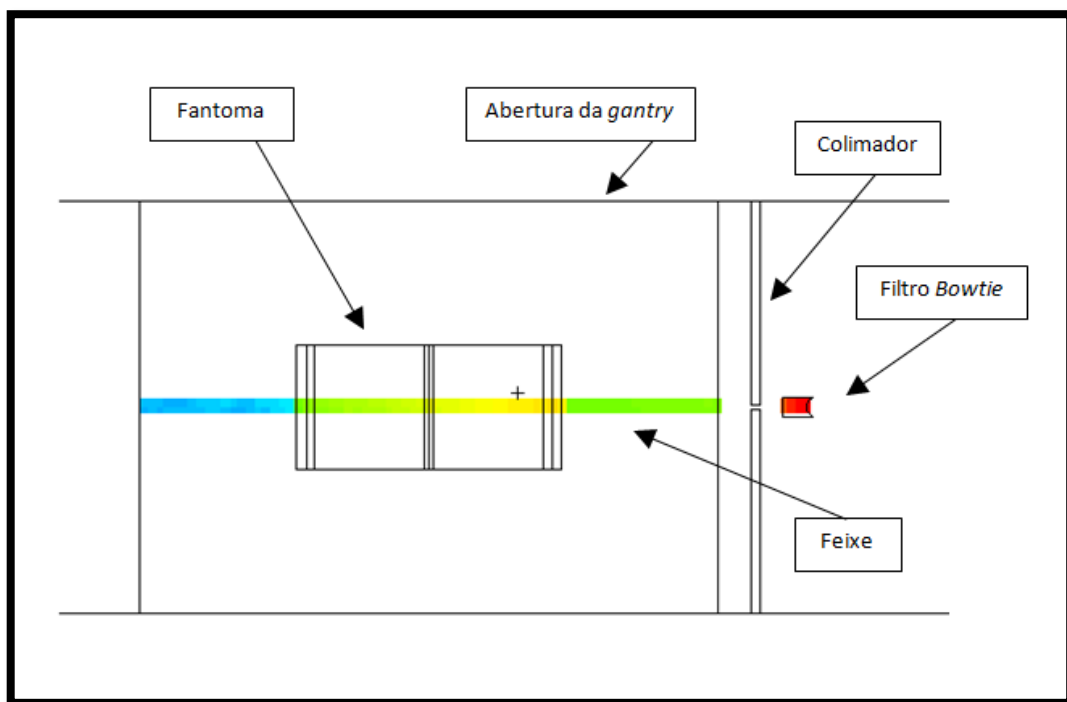 Fantoma
Abertura da gantry
Colimador
Filtro Bowtie
Feixe